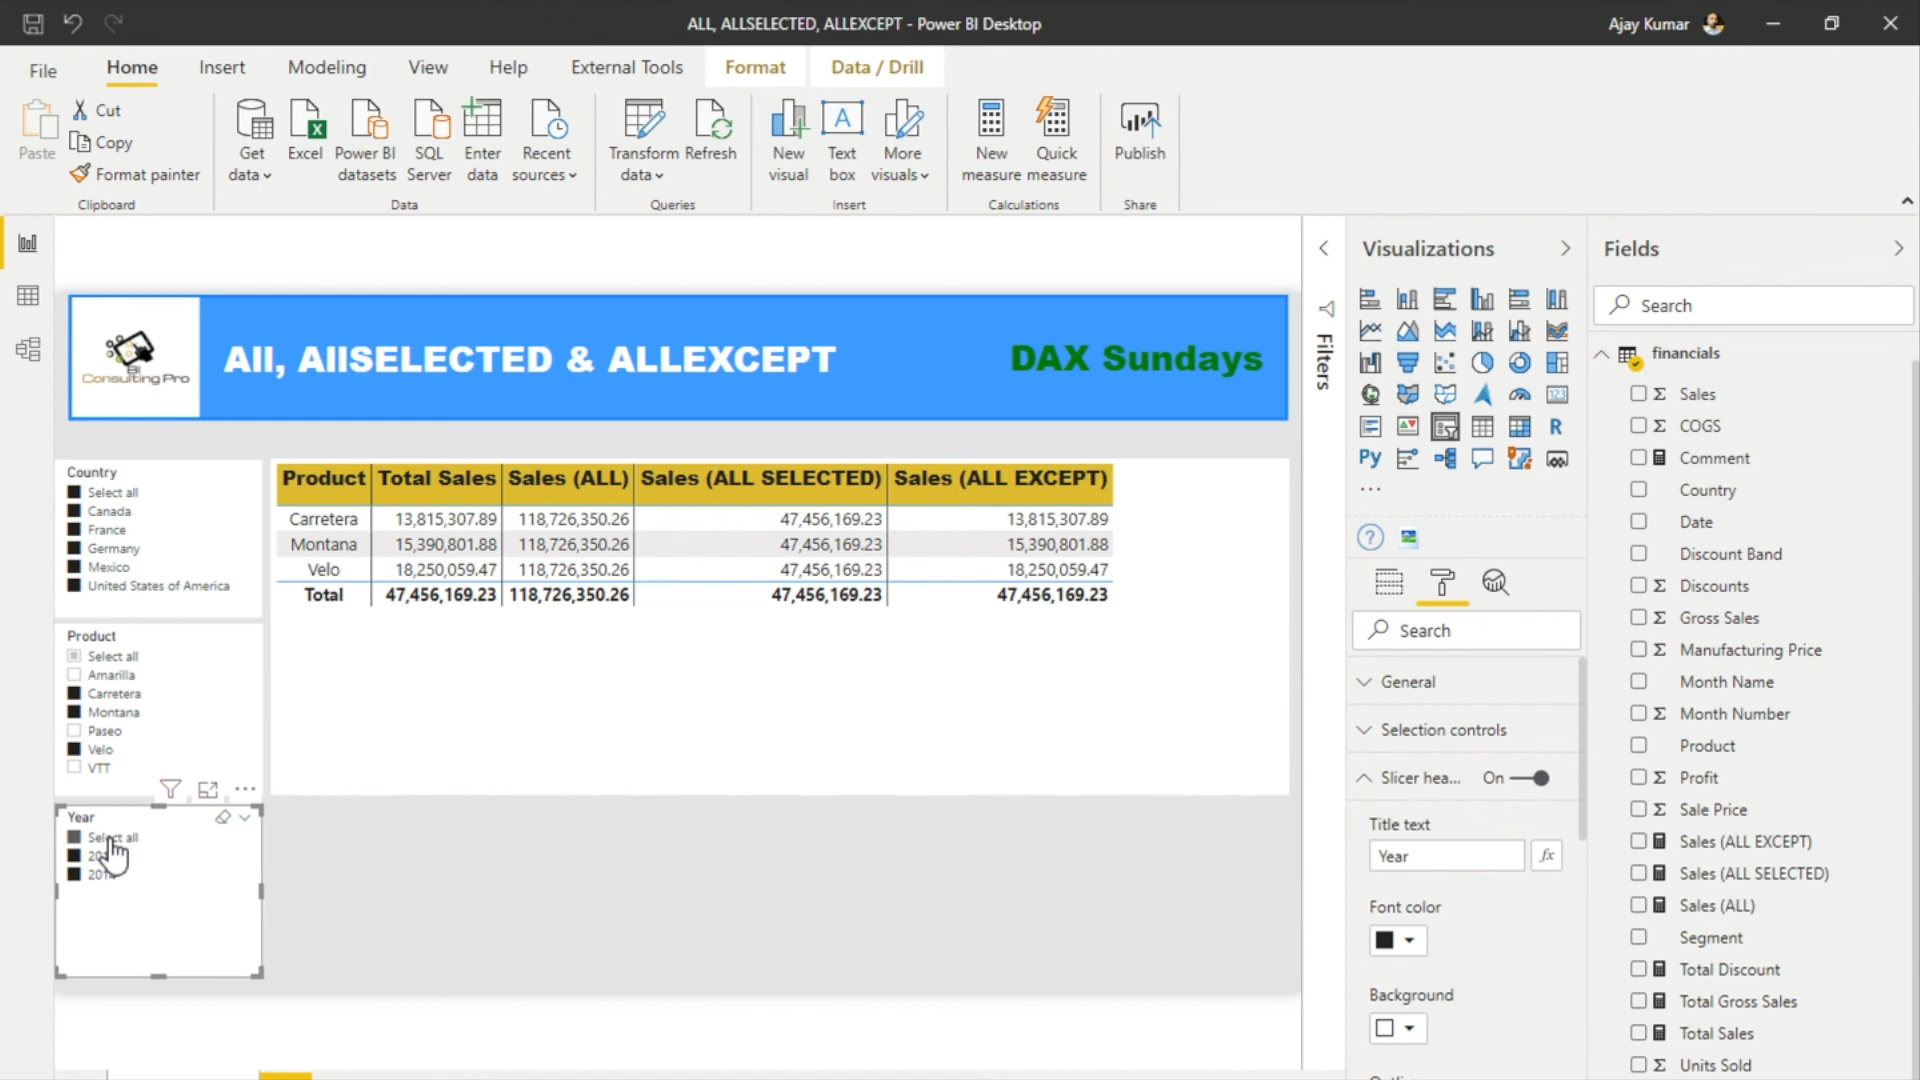 ALL, ALLSELECTED, ALLEXCEPT - Power BI Desktop
Ajay Kumar
File
Home
Insert
Modeling
View
Help
External Tools
Format
Data / Drill
Paste
Cut
Copy
Format painter
Clipboard
Get data
Excel
Power BI datasets
SQL Server
Enter data
Recent sources
Data
Transform data
Refresh
Queries
New visual
Text box
More visuals
Insert
New measure
Quick measure
Calculations
Publish
Share
BI
Consulting Pro
All, AllSELECTED & ALLEXCEPT
DAX Sundays
Country
Select all
Canada
France
Germany
Mexico
United States of America
Product
Select all
Amarilla
Carretera
Montana
Paseo
Velo
VTT
Year
Select all
Product Total Sales Sales (ALL) Sales (ALL SELECTED) Sales (ALL EXCEPT)
Carretera 13,815,307.89 118,726,350.26 47,456,169.23 13,815,307.89
Montana 15,390,801.88 118,726,350.26 47,456,169.23 15,390,801.88
Velo 18,250,059.47 118,726,350.26 47,456,169.23 18,250,059.47
Total 47,456,169.23 118,726,350.26 47,456,169.23 47,456,169.23
Filters
Visualizations
123
R
Py
Search
General
Selection controls
Slicer hea... On
Title text
Year
fx
Font color
Background
Fields
Search
financials
Sales
COGS
Comment
Country
Date
Discount Band
Discounts
Gross Sales
Manufacturing Price
Month Name
Month Number
Product
Profit
Sale Price
Sales (ALL EXCEPT)
Sales (ALL SELECTED)
Sales (ALL)
Segment
Total Discount
Total Gross Sales
Total Sales
Units Sold